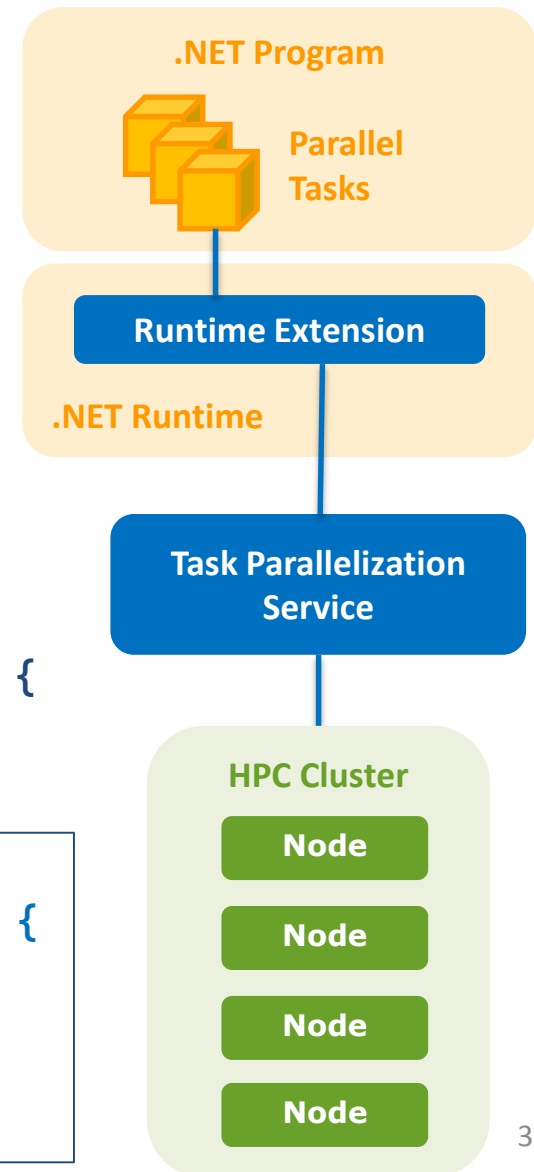 .NET Program
Parallel
Tasks
Runtime Extension
.NET Runtime
Task Parallelization
Service
{
HPC Cluster
Node
{
Node
Node
Node
3